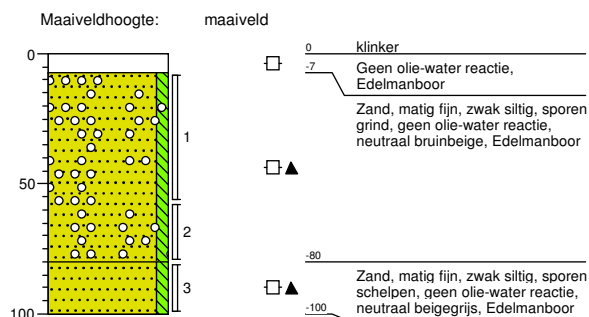 Maaiveldhoogte: maaiveld
0
0 klinker
-7 Geen olie-water reactie,
Edelmanboor
Zand, matig fijn, zwak siltig, sporen
grind, geen olie-water reactie,
neutraal bruinbeige, Edelmanboor
1
50
2
-80
Zand, matig fijn, zwak siltig, sporen
schelpen, geen olie-water reactie,
3
neutraal beigegrijs, Edelmanboor
100
-100